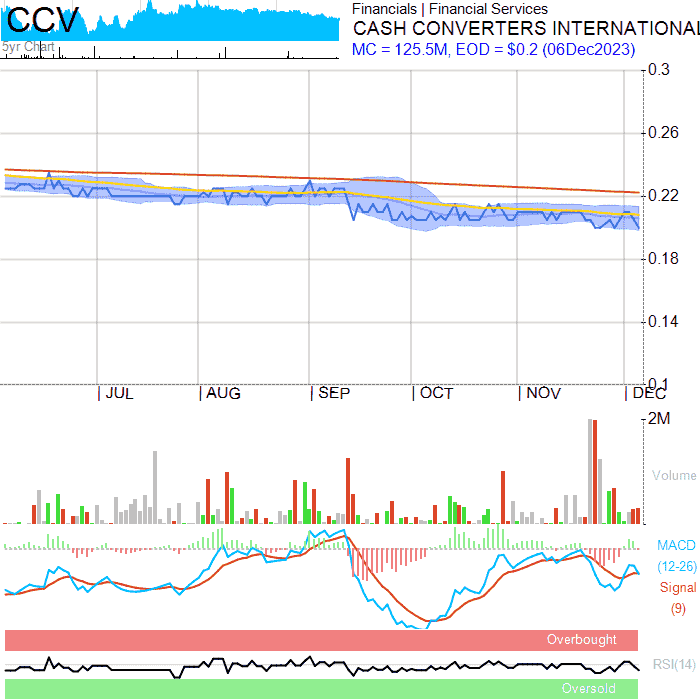 CCV
5yr Chart
Financials | Financial Services
CASH CONVERTERS INTERNATIONAL
MC = 125.5M, EOD = $0.2 (06Dec2023)
0.3
0.26
0.22
0.18
0.14
0.1
JUL AUG SEP OCT NOV DEC
2M
Volume
MACD
(12-26)
Signal
(9)
Overbought
RSI(14)
Oversold